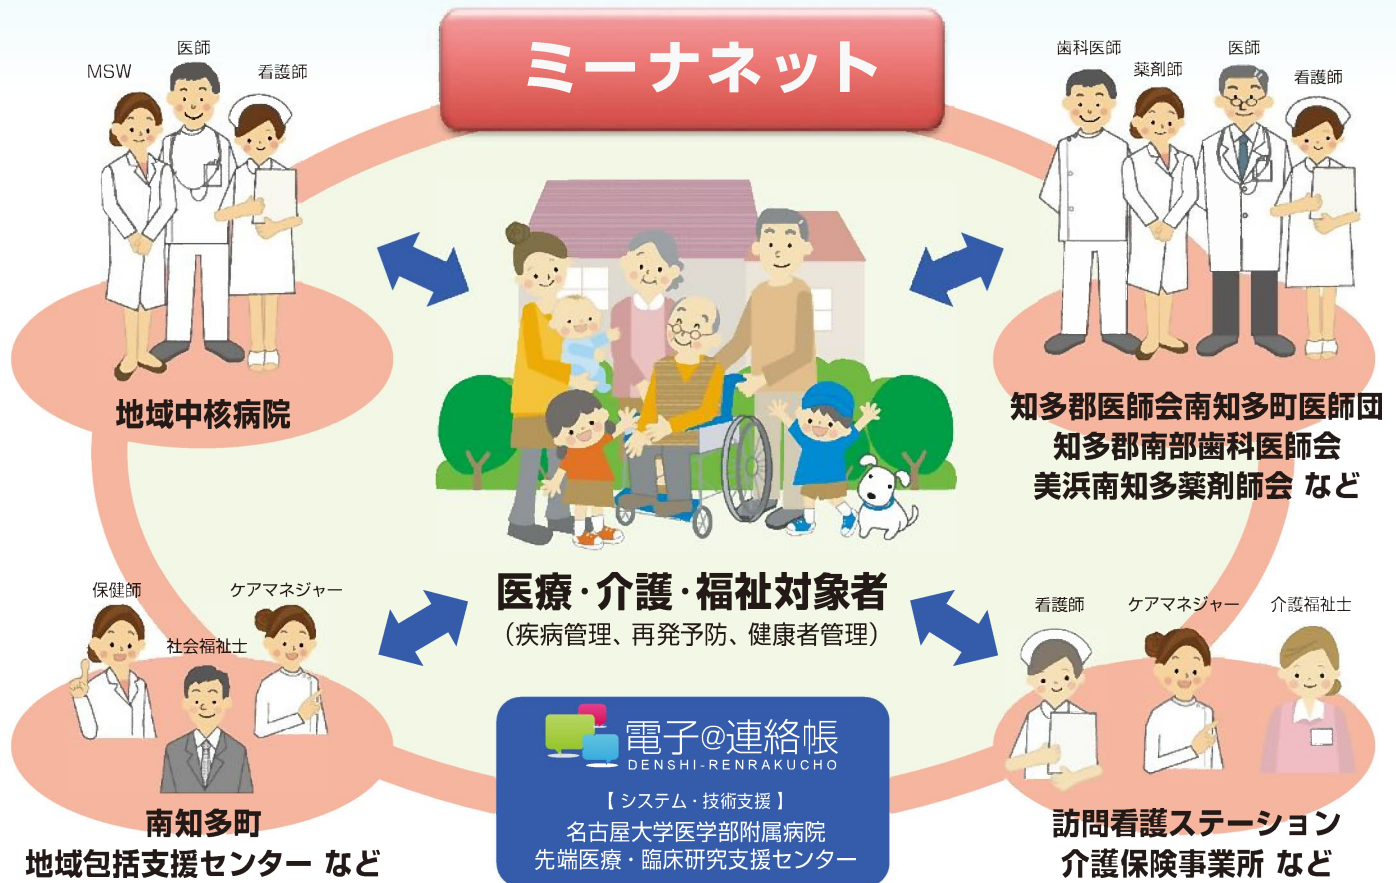 ミーナネット
MSW
医師
看護師
地域中核病院
歯科医師
薬剤師
医師
看護師
知多郡医師会南知多町医師団
知多郡南部歯科医師会
美浜南知多薬剤師会 など
医療・介護・福祉対象者
（疾病管理、再発予防、健康者管理）
保健師
社会福祉士
ケアマネジャー
南知多町
地域包括支援センター など
電子@連絡帳
DENSHI-RENRAKUCHO
【 システム・技術支援 】
名古屋大学医学部附属病院
先端医療・臨床研究支援センター
看護師
ケアマネジャー
介護福祉士
訪問看護ステーション
介護保険事業所 など